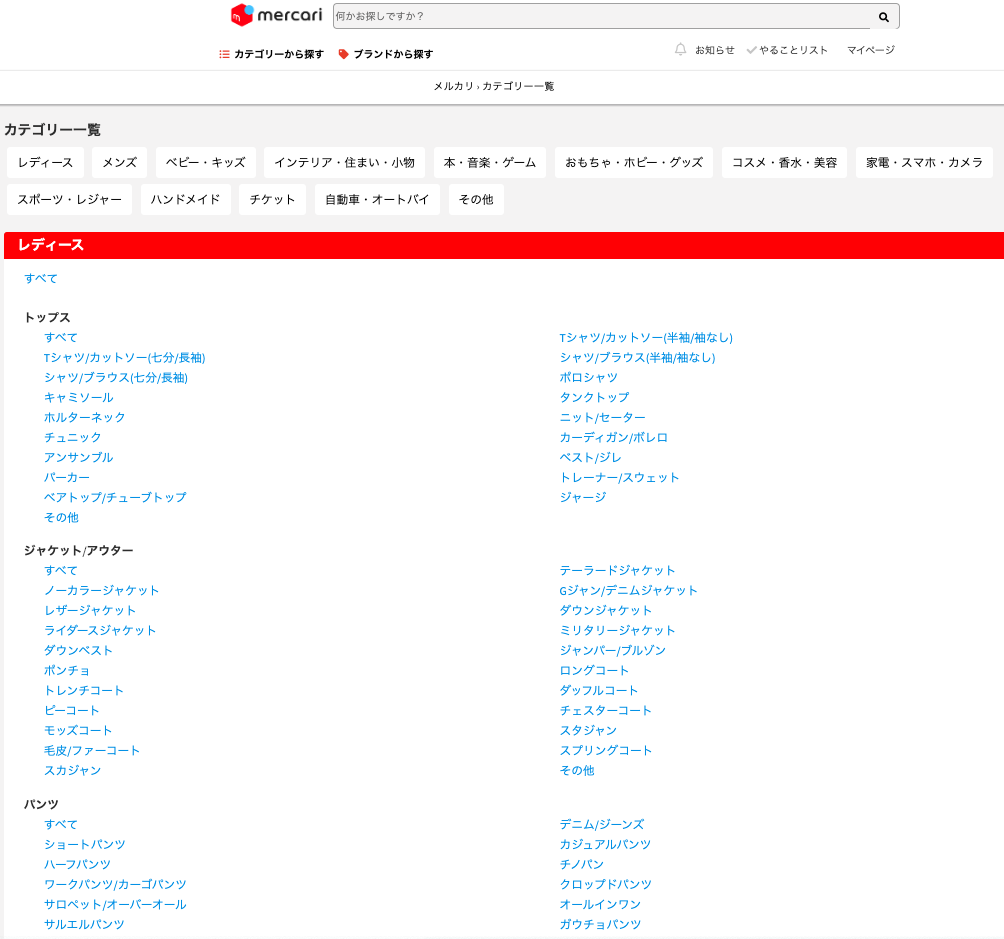 mercari
何かお探しですか？
カテゴリーから探す ブランドから探す
お知らせ やることリスト マイページ
メルカリ › カテゴリー一覧
カテゴリー一覧
レディース メンズ ベビー・キッズ インテリア・住まい・小物 本・音楽・ゲーム おもちゃ・ホビー・グッズ コスメ・香水・美容 家電・スマホ・カメラ
スポーツ・レジャー ハンドメイド チケット 自動車・オートバイ その他
レディース
すべて
トップス
すべて Tシャツ/カットソー(半袖/袖なし)
Tシャツ/カットソー(七分/長袖) シャツ/ブラウス(半袖/袖なし)
シャツ/ブラウス(七分/長袖) ポロシャツ
キャミソール タンクトップ
ホルターネック ニット/セーター
チュニック カーディガン/ボレロ
アンサンブル ベスト/ジレ
パーカー トレーナー/スウェット
ベアトップ/チューブトップ ジャージ
その他
ジャケット/アウター
すべて テーラードジャケット
ノーカラージャケット Gジャン/デニムジャケット
レザージャケット ダウンジャケット
ライダースジャケット ミリタリージャケット
ダウンベスト ジャンパー/ブルゾン
ポンチョ ロングコート
トレンチコート ダッフルコート
ピーコート チェスターコート
モッズコート スタジャン
毛皮/ファーコート スプリングコート
スカジャン その他
パンツ
すべて デニム/ジーンズ
ショートパンツ カジュアルパンツ
ハーフパンツ チノパン
ワークパンツ/カーゴパンツ クロップドパンツ
サロペット/オーバーオール オールインワン
サルエルパンツ ガウチョパンツ